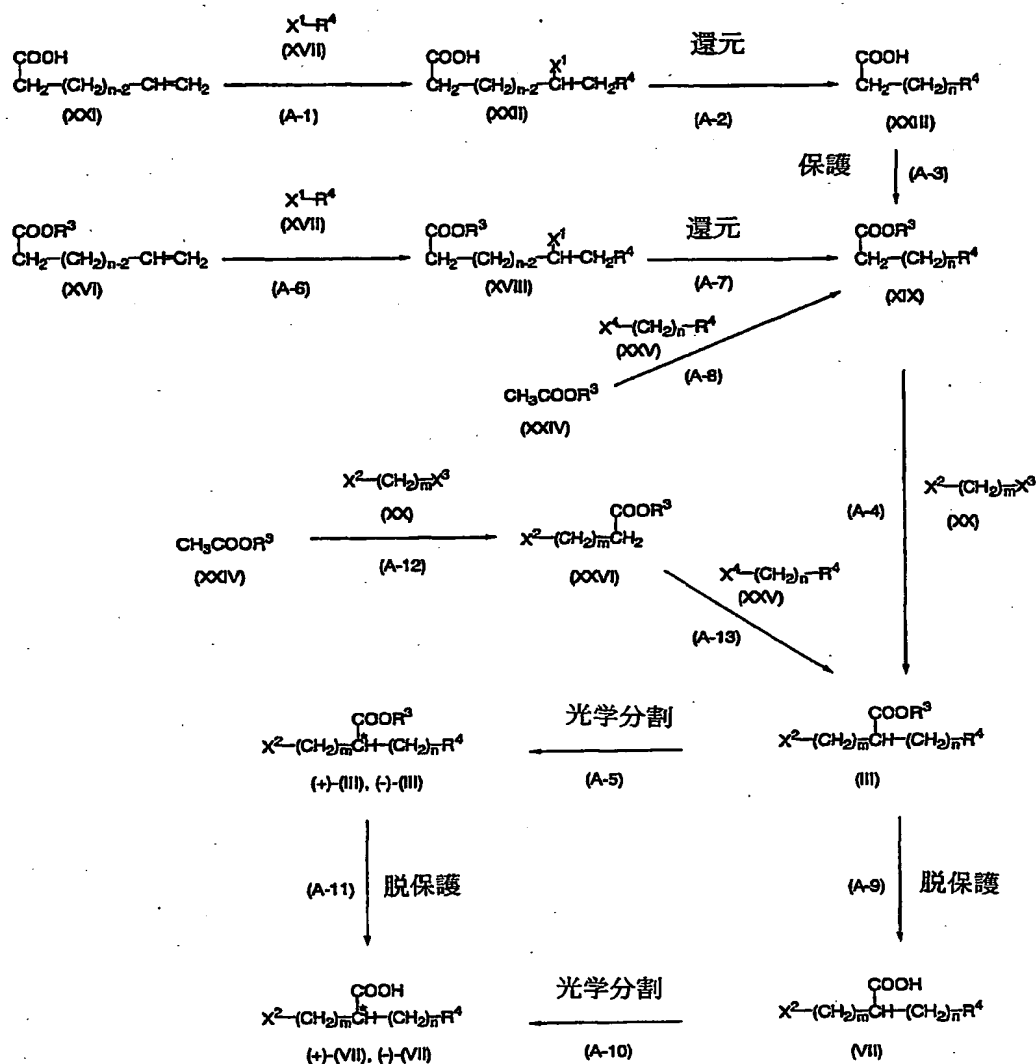 X¹—R⁴
(XVII)
COOH
CH₂-(CH₂)n-2-CH=CH₂
(XXI)
(A-1)
COOH
X¹
CH₂-(CH₂)n-2-CH-CH₂R⁴
(XXII)
還元
(A-2)
COOH
CH₂-(CH₂)n-R⁴
(XXIII)
保護
(A-3)
X¹—R⁴
(XVII)
COOR³
CH₂-(CH₂)n-2-CH=CH₂
(XVI)
(A-6)
COOR³
X¹
CH₂-(CH₂)n-2-CH-CH₂R⁴
(XVIII)
還元
(A-7)
COOR³
CH₂-(CH₂)n-R⁴
(XIX)
X⁴-(CH₂)n-R⁴
(XXV)
(A-8)
CH₃COOR³
(XXIV)
X²-(CH₂)m-X³
(XX)
CH₃COOR³
(XXIV)
(A-12)
COOR³
X²-(CH₂)m-CH₂
(XXVI)
X⁴-(CH₂)n-R⁴
(XXV)
(A-13)
(A-4)
X²-(CH₂)m-X³
(XX)
COOR³
X²-(CH₂)m-CH-(CH₂)n-R⁴
*
(+)-(III), (-)-(III)
光学分割
(A-5)
COOR³
X²-(CH₂)m-CH-(CH₂)n-R⁴
(III)
(A-11)
脱保護
(A-9)
脱保護
COOH
X²-(CH₂)m-CH-(CH₂)n-R⁴
*
(+)-(VII), (-)-(VII)
光学分割
(A-10)
COOH
X²-(CH₂)m-CH-(CH₂)n-R⁴
(VII)